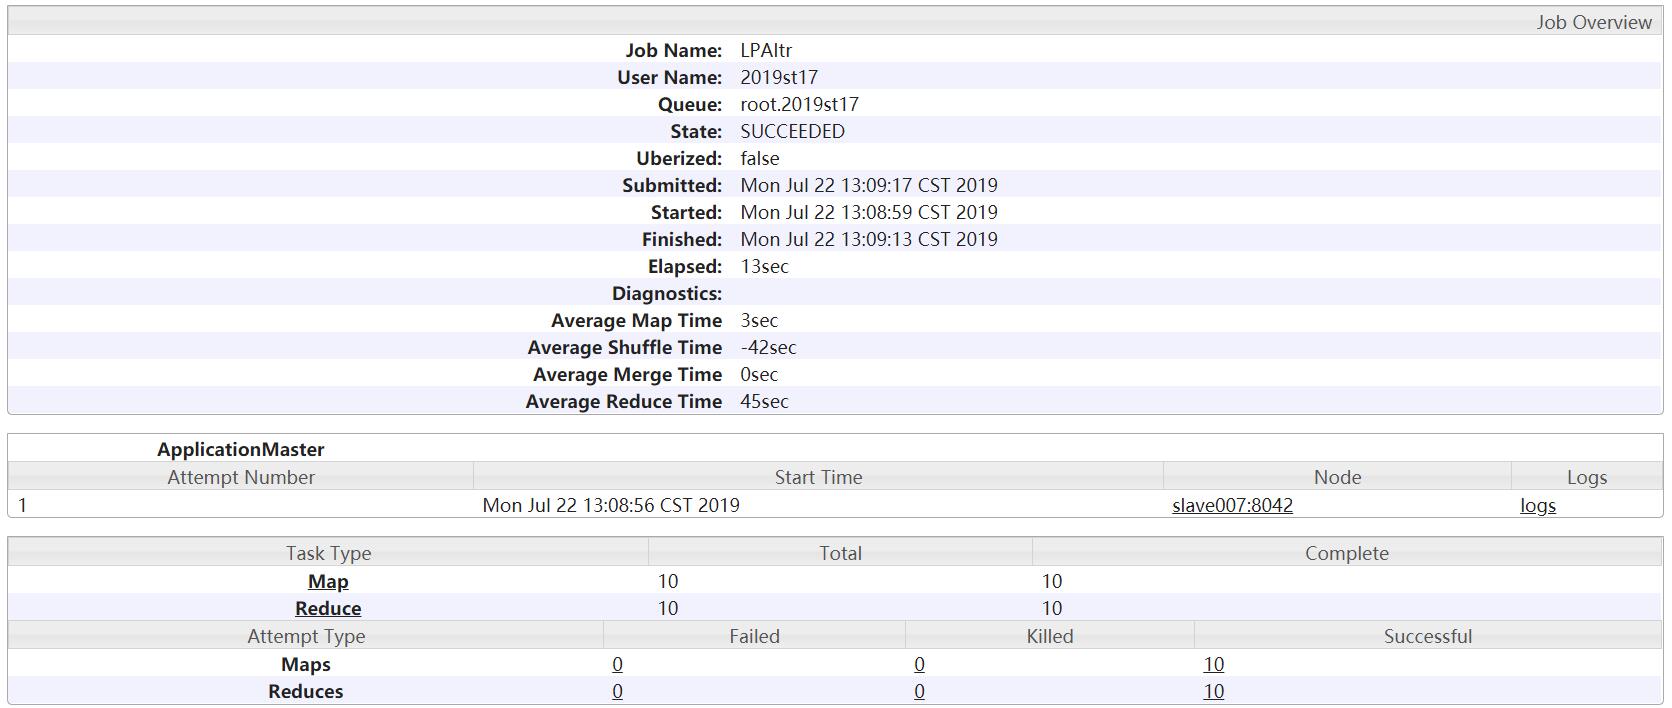 Job Overview
Job Name: LPAItr
User Name: 2019st17
Queue: root.2019st17
State: SUCCEEDED
Uberized: false
Submitted: Mon Jul 22 13:09:17 CST 2019
Started: Mon Jul 22 13:08:59 CST 2019
Finished: Mon Jul 22 13:09:13 CST 2019
Elapsed: 13sec
Diagnostics:
Average Map Time 3sec
Average Shuffle Time -42sec
Average Merge Time 0sec
Average Reduce Time 45sec
ApplicationMaster
Attempt Number Start Time Node Logs
1 Mon Jul 22 13:08:56 CST 2019 slave007:8042 logs
Task Type Total Complete
Map 10 10
Reduce 10 10
Attempt Type Failed Killed Successful
Maps 0 0 10
Reduces 0 0 10